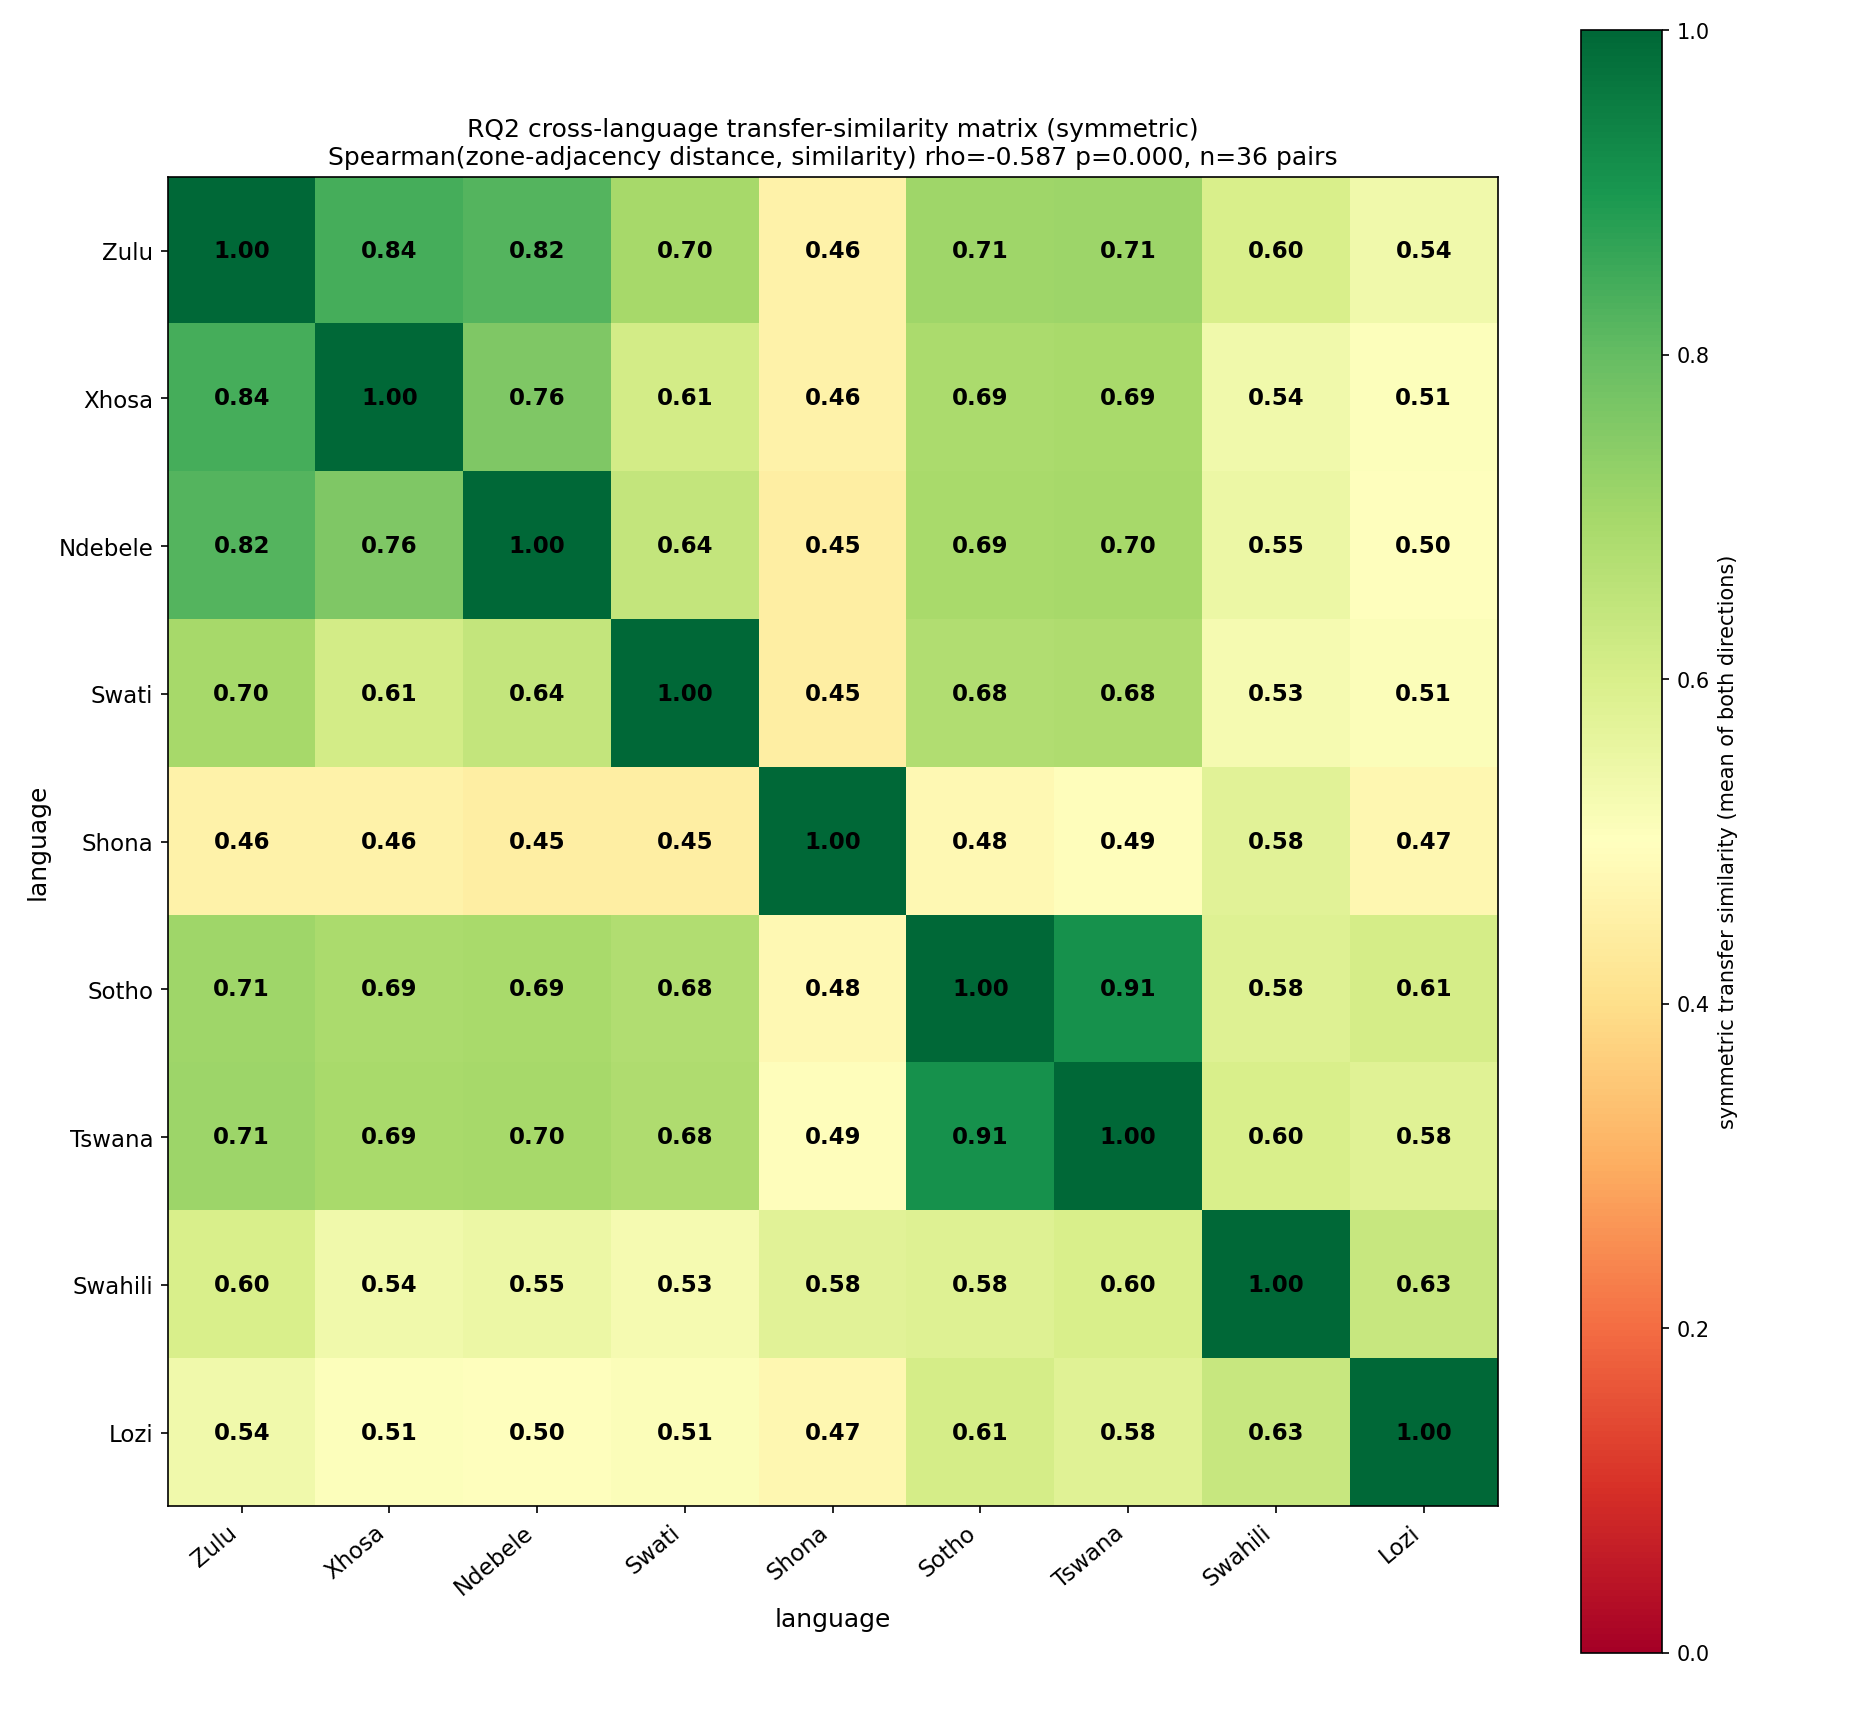 RQ2 cross-language transfer-similarity matrix (symmetric)
Spearman(zone-adjacency distance, similarity) rho=-0.587 p=0.000, n=36 pairs
language
Zulu 1.00 0.84 0.82 0.70 0.46 0.71 0.71 0.60 0.54
Xhosa 0.84 1.00 0.76 0.61 0.46 0.69 0.69 0.54 0.51
Ndebele 0.82 0.76 1.00 0.64 0.45 0.69 0.70 0.55 0.50
Swati 0.70 0.61 0.64 1.00 0.45 0.68 0.68 0.53 0.51
Shona 0.46 0.46 0.45 0.45 1.00 0.48 0.49 0.58 0.47
Sotho 0.71 0.69 0.69 0.68 0.48 1.00 0.91 0.58 0.61
Tswana 0.71 0.69 0.70 0.68 0.49 0.91 1.00 0.60 0.58
Swahili 0.60 0.54 0.55 0.53 0.58 0.58 0.60 1.00 0.63
Lozi 0.54 0.51 0.50 0.51 0.47 0.61 0.58 0.63 1.00
Zulu Xhosa Ndebele Swati Shona Sotho Tswana Swahili Lozi
language
1.0
0.8
0.6
0.4
0.2
0.0
symmetric transfer similarity (mean of both directions)